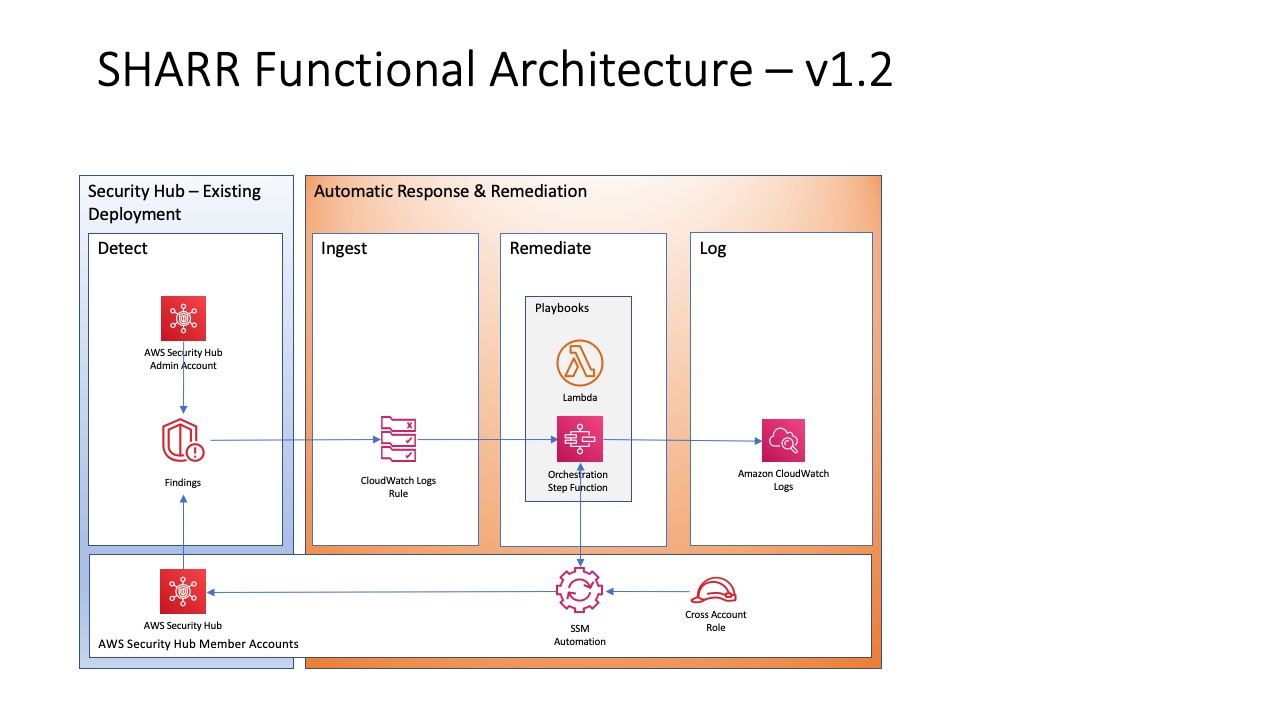 SHARR Functional Architecture – v1.2
Security Hub – Existing
Deployment
Automatic Response & Remediation
Detect
Ingest
Remediate
Log
Playbooks
AWS Security Hub
Admin Account
Lambda
Findings
CloudWatch Logs
Rule
Orchestration
Step Function
Amazon CloudWatch
Logs
AWS Security Hub
SSM
Automation
Cross Account
Role
AWS Security Hub Member Accounts